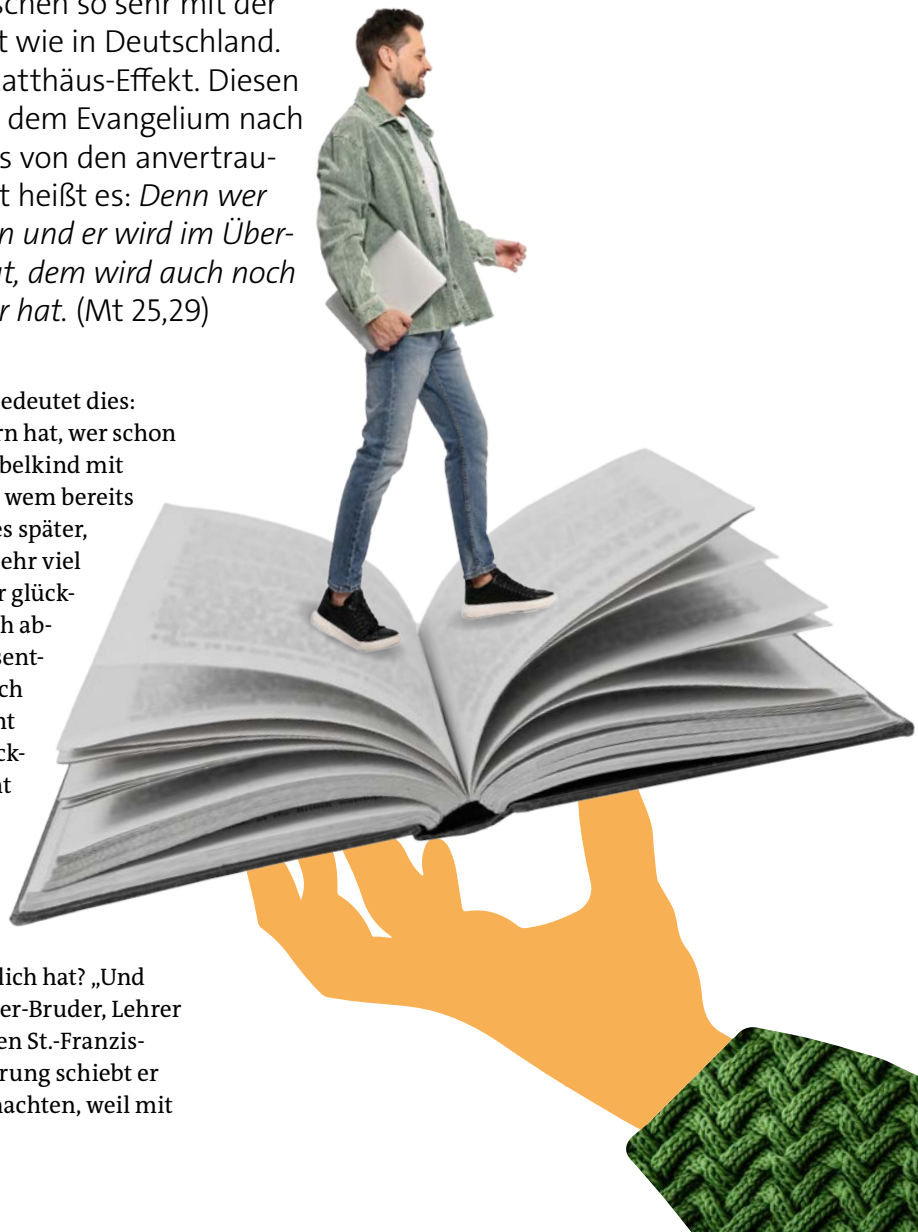 schen so sehr mit der
t wie in Deutschland.
atthäus-Effekt. Diesen
dem Evangelium nach
s von den anvertrau-
t heißt es: Denn wer
n und er wird im Über-
t, dem wird auch noch
r hat. (Mt 25,29)
edeutet dies:
rn hat, wer schon
belkind mit
wem bereits
es später,
ehr viel
r glück-
h ab-
sent-
ch
nt
ck-
nt
lich hat? „Und
er-Bruder, Lehrer
en St.-Franzis-
rung schiebt er
nachten, weil mit